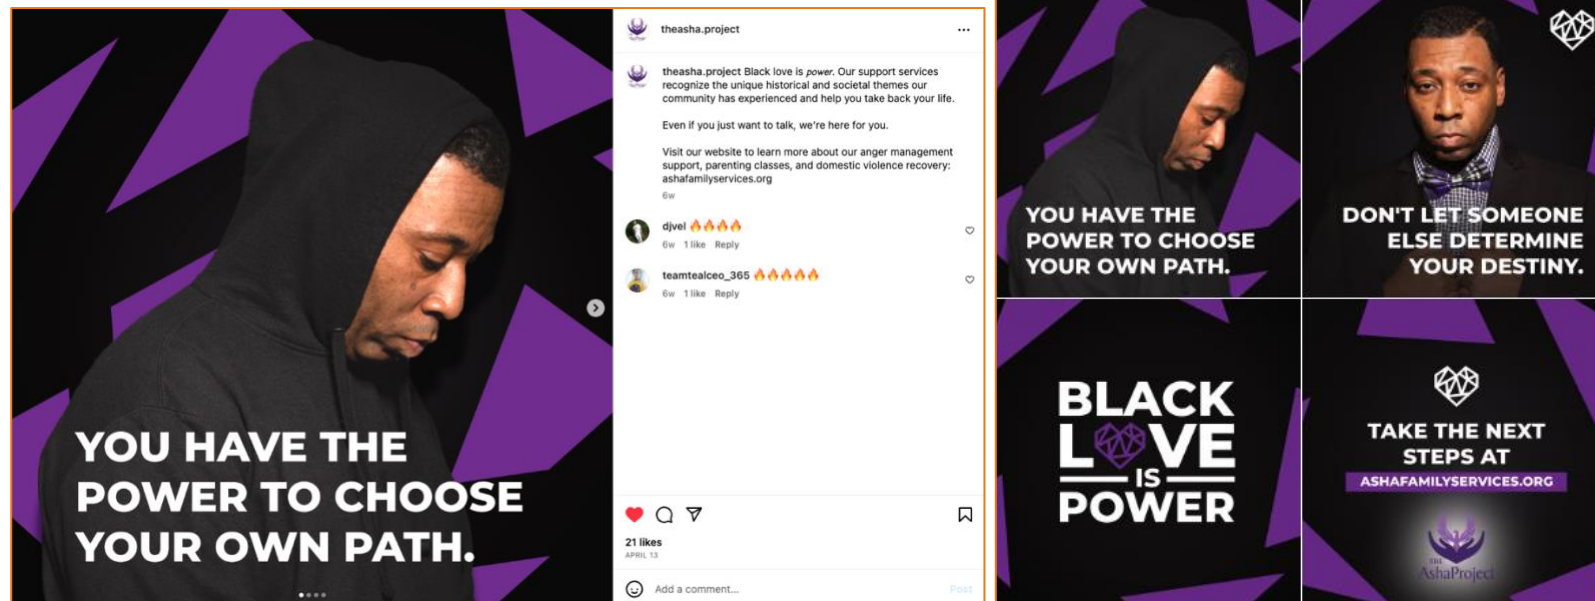 YOU HAVE THE
POWER TO CHOOSE
YOUR OWN PATH.
theasha.project
theasha.project Black love is power. Our support services
recognize the unique historical and societal themes our
community has experienced and help you take back your life.
Even if you just want to talk, we're here for you.
Visit our website to learn more about our anger management
support, parenting classes, and domestic violence recovery:
ashafamilyservices.org
6w
djvel 🔥🔥🔥🔥
6w 1 like Reply
teamtealceo_365 🔥🔥🔥🔥🔥
6w 1 like Reply
21 likes
APRIL 13
Add a comment...
Post
YOU HAVE THE
POWER TO CHOOSE
YOUR OWN PATH.
DON'T LET SOMEONE
ELSE DETERMINE
YOUR DESTINY.
BLACK
LOVE
IS
POWER
TAKE THE NEXT
STEPS AT
ASHAFAMILYSERVICES.ORG
THE
AshaProject